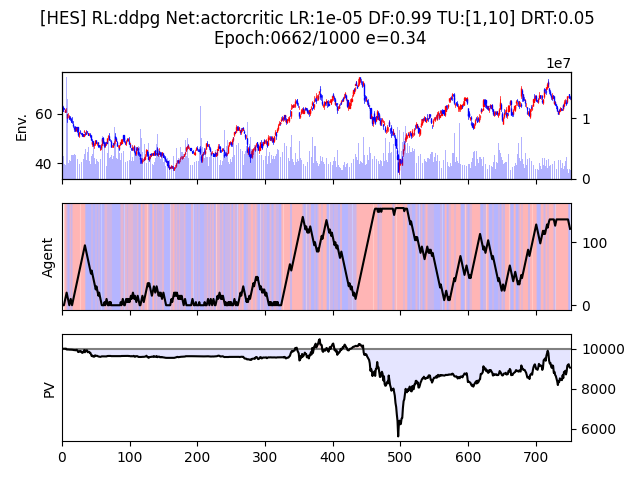 [HES] RL:ddpg Net:actorcritic LR:1e-05 DF:0.99 TU:[1,10] DRT:0.05
Epoch:0662/1000 e=0.34
1e7
Env.
60
40
1
0
Agent
100
0
PV
10000
8000
6000
0 100 200 300 400 500 600 700